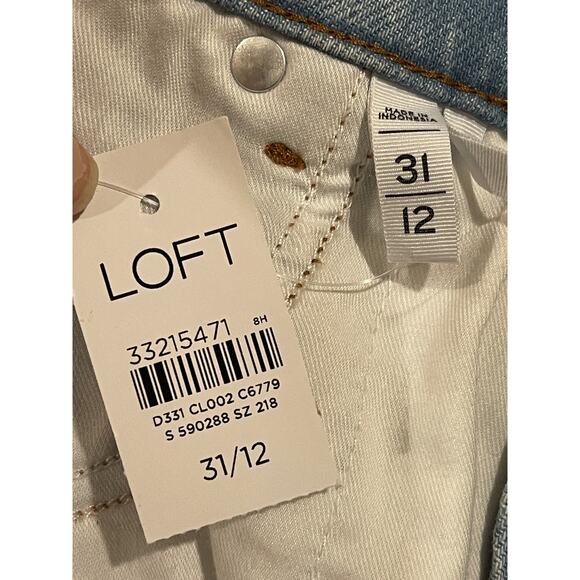 LOFT
33215471
8H
D331 CL002 C6779
S 590288 SZ 218
31/12
MADE IN
INDONESIA
31
12